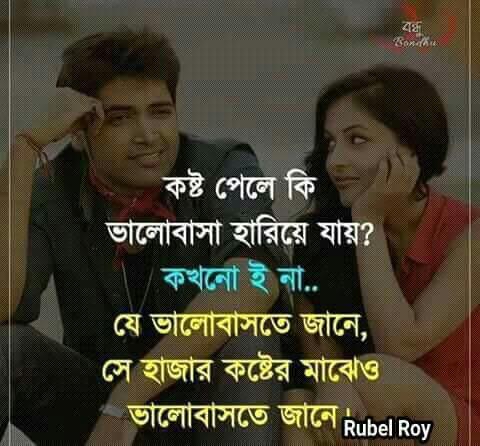 বন্ধু
Bondhu
কষ্ট পেলে কি
ভালোবাসা হারিয়ে যায়?
কখনো ই না..
যে ভালোবাসতে জানে,
সে হাজার কষ্টের মাঝেও
ভালোবাসতে জানে।
Rubel Roy